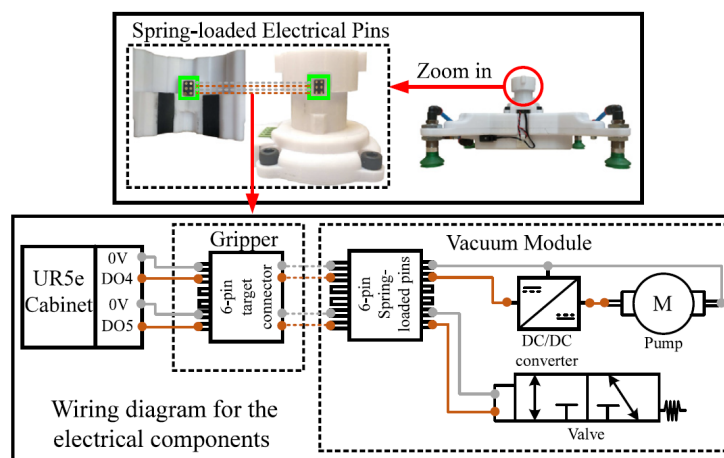 Spring-loaded Electrical Pins
Zoom in
Gripper
Vacuum Module
UR5e
Cabinet
0V
DO4
0V
DO5
6-pin
target
connector
6-pin
Spring-
loaded pins
DC/DC
converter
M
Pump
Valve
Wiring diagram for the
electrical components